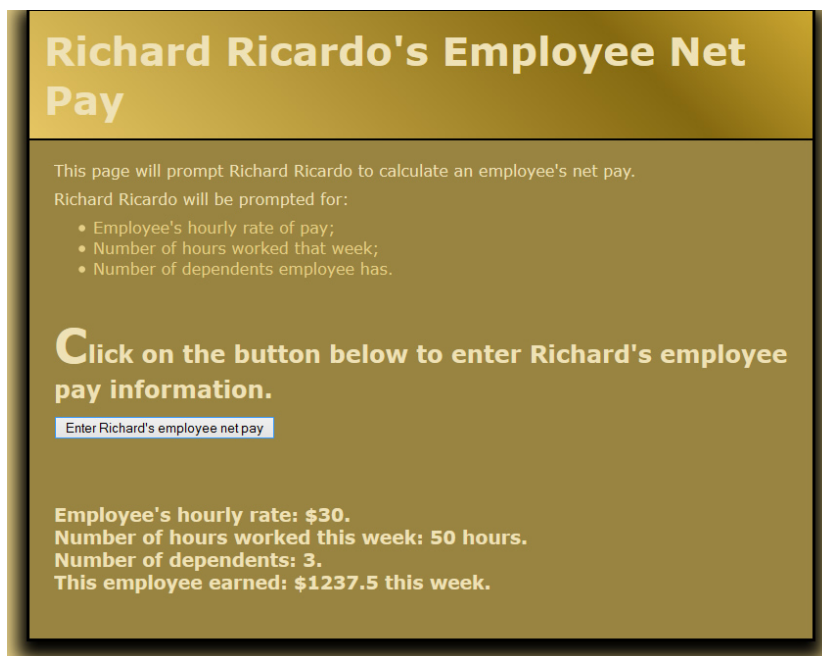 Richard Ricardo's Employee Net
Pay
This page will prompt Richard Ricardo to calculate an employee's net pay.
Richard Ricardo will be prompted for:
• Employee's hourly rate of pay;
• Number of hours worked that week;
• Number of dependents employee has.
Click on the button below to enter Richard's employee
pay information.
Enter Richard's employee net pay
Employee's hourly rate: $30.
Number of hours worked this week: 50 hours.
Number of dependents: 3.
This employee earned: $1237.5 this week.